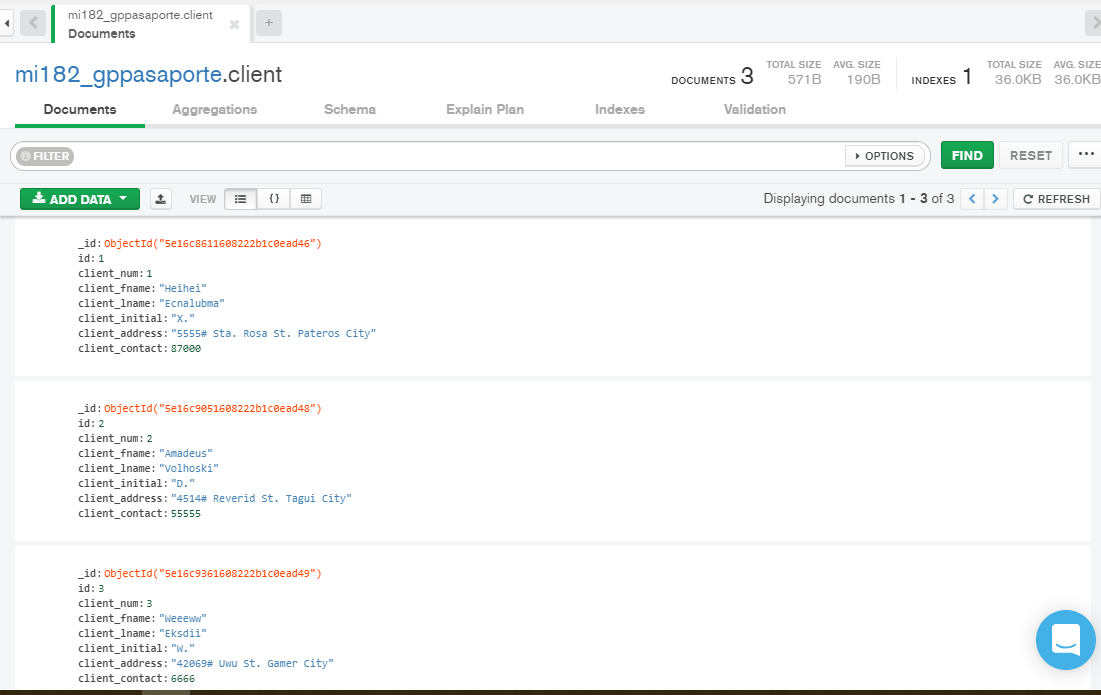 mi182_gppasaporte.client
Documents
mi182_gppasaporte.client
DOCUMENTS 3
TOTAL SIZE
571B
AVG. SIZE
190B
INDEXES 1
TOTAL SIZE
36.0KB
AVG. SIZE
36.0KB
Documents
Aggregations
Schema
Explain Plan
Indexes
Validation
FILTER
OPTIONS
FIND
RESET
ADD DATA
VIEW
Displaying documents 1 - 3 of 3
REFRESH
_id: ObjectId("5e16c8611608222b1c0ead46")
id: 1
client_num: 1
client_fname: "Heihei"
client_lname: "Ecnalubma"
client_initial: "X."
client_address: "5555# Sta. Rosa St. Pateros City"
client_contact: 87000
_id: ObjectId("5e16c9051608222b1c0ead48")
id: 2
client_num: 2
client_fname: "Amadeus"
client_lname: "Volhoski"
client_initial: "D."
client_address: "4514# Reverid St. Tagui City"
client_contact: 55555
_id: ObjectId("5e16c9361608222b1c0ead49")
id: 3
client_num: 3
client_fname: "Weeeww"
client_lname: "Eksdii"
client_initial: "W."
client_address: "42069# Uwu St. Gamer City"
client_contact: 6666